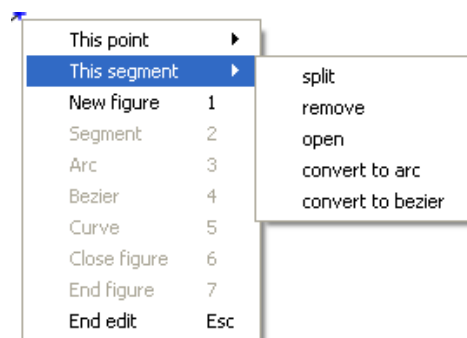 This point
This segment
New figure 1
Segment 2
Arc 3
Bezier 4
Curve 5
Close figure 6
End figure 7
End edit Esc
split
remove
open
convert to arc
convert to bezier